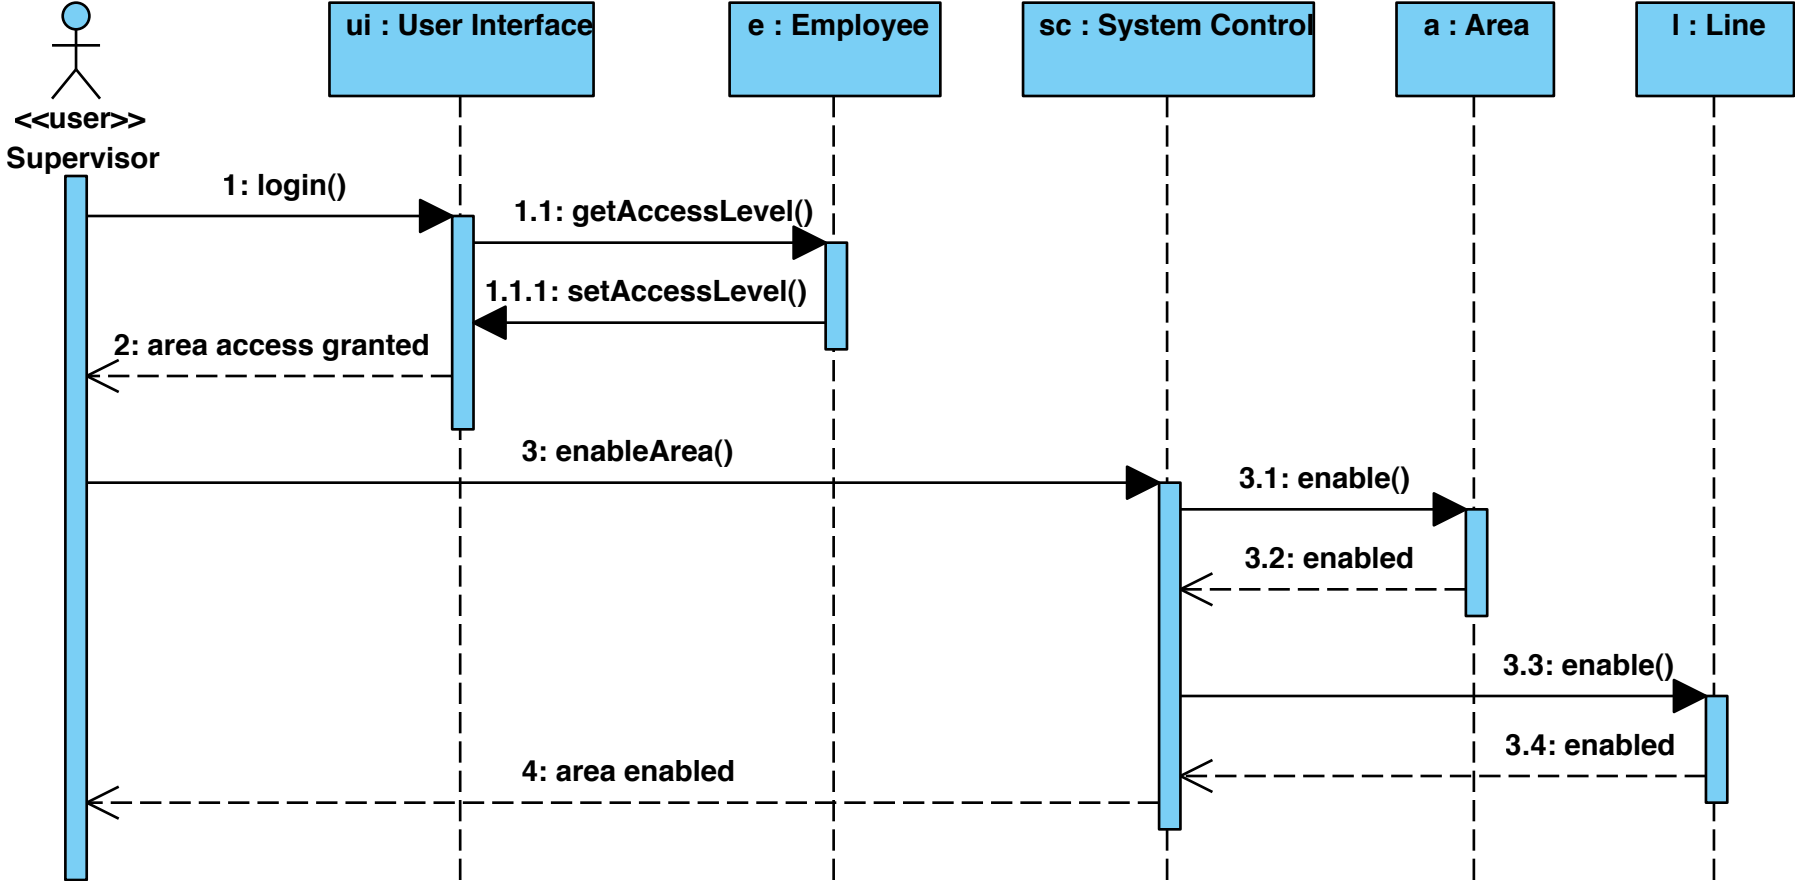 ui : User Interface
e : Employee
sc : System Control
a : Area
l : Line
<<user>>
Supervisor
1: login()
1.1: getAccessLevel()
1.1.1: setAccessLevel()
2: area access granted
3: enableArea()
3.1: enable()
3.2: enabled
3.3: enable()
3.4: enabled
4: area enabled